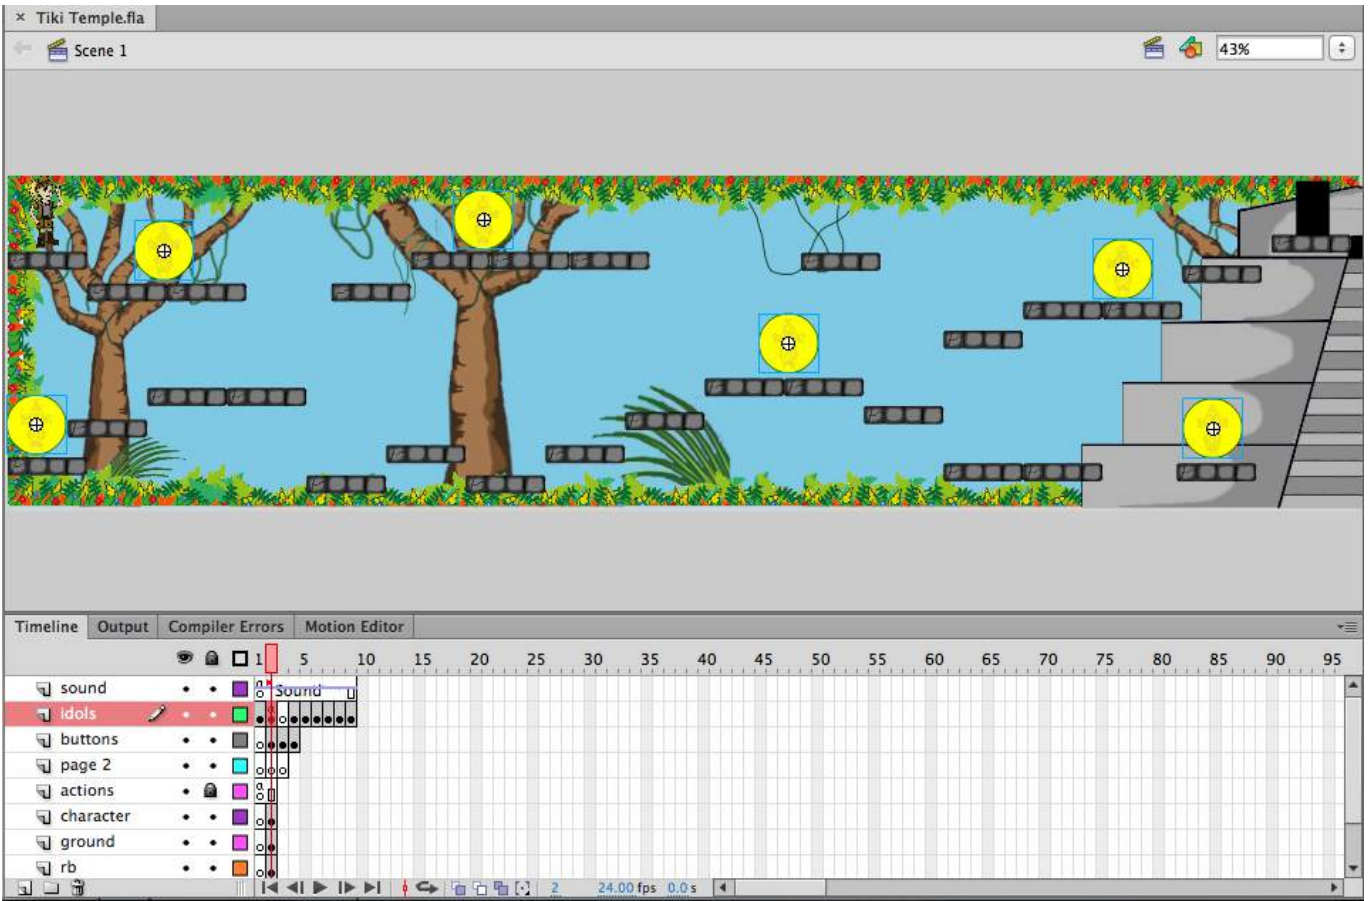 × Tiki Temple.fla
Scene 1
43%
Timeline Output Compiler Errors Motion Editor
1 5 10 15 20 25 30 35 40 45 50 55 60 65 70 75 80 85 90 95
sound
Sound
idols
buttons
page 2
actions
character
ground
rb
2 24.00 fps 0.0 s